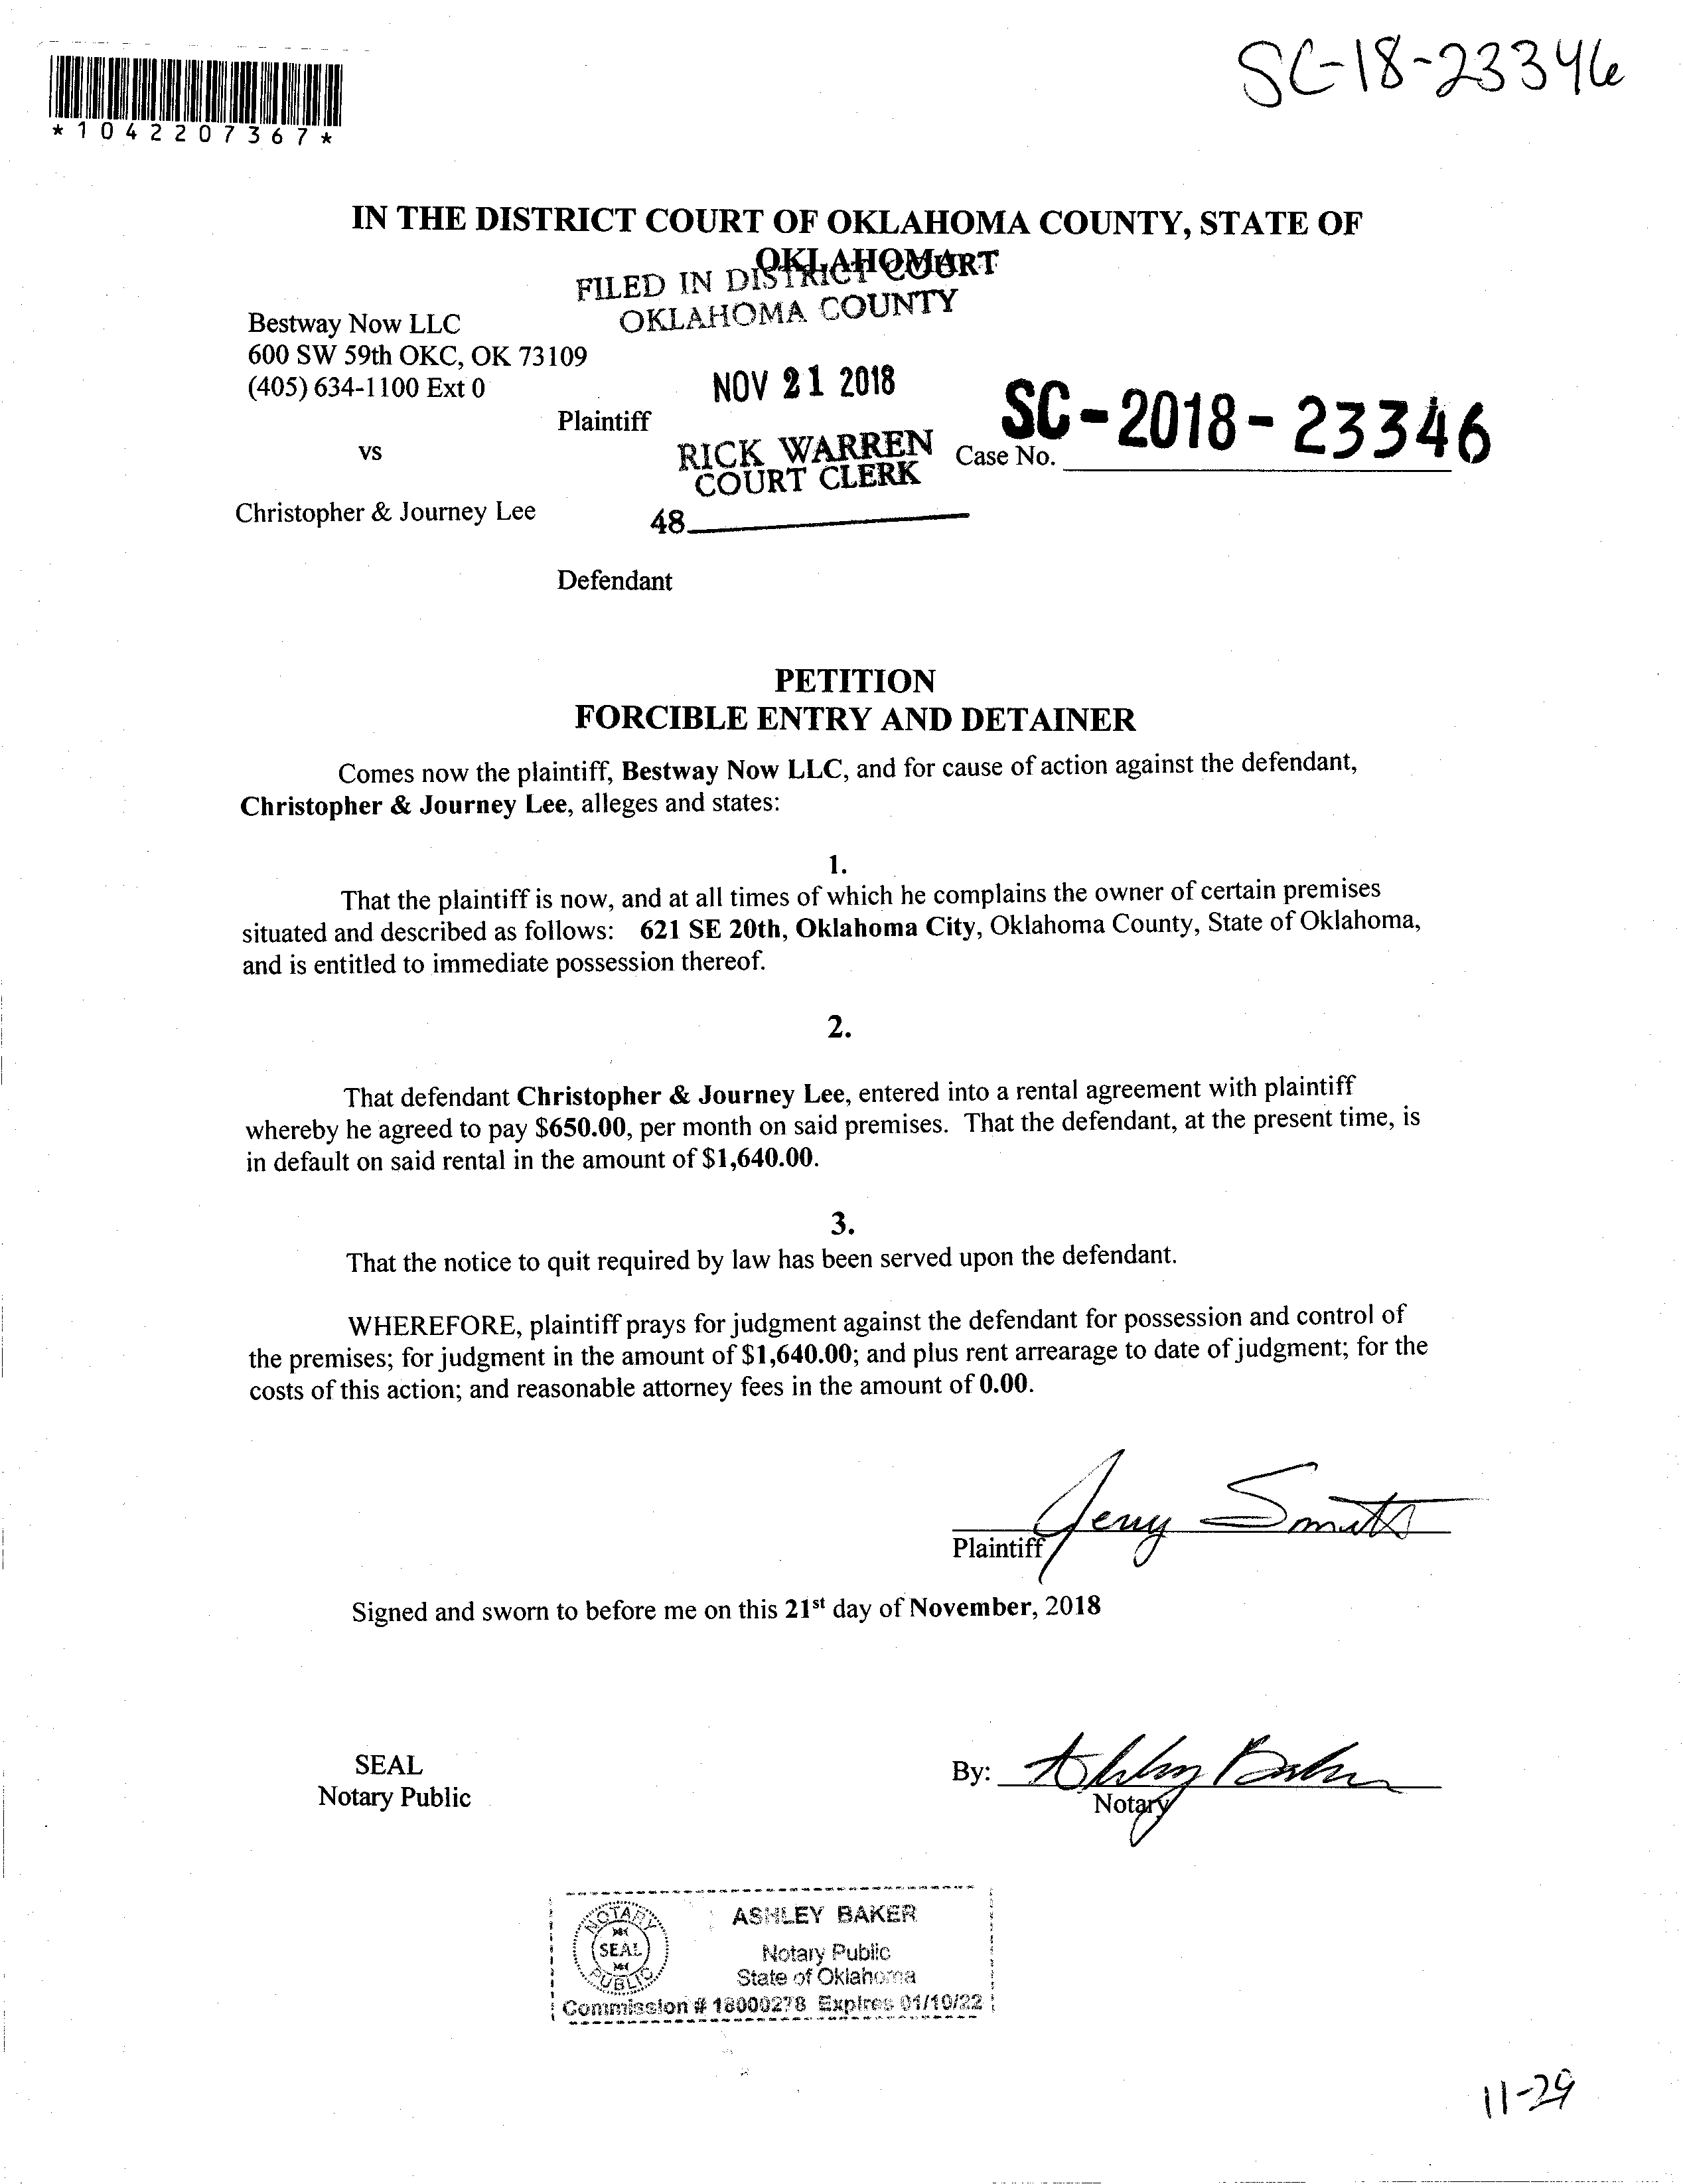 SC-18-23346
*1042207367*
IN THE DISTRICT COURT OF OKLAHOMA COUNTY, STATE OF
OKLAHOMA
FILED IN DISTRICT COURT
OKLAHOMA COUNTY
Bestway Now LLC
600 SW 59th OKC, OK 73109
(405) 634-1100 Ext 0
NOV 21 2018
Plaintiff
SC-2018-23346
vs
RICK WARREN
COURT CLERK
Case No.
Christopher & Journey Lee
48
Defendant
PETITION
FORCIBLE ENTRY AND DETAINER
Comes now the plaintiff, Bestway Now LLC, and for cause of action against the defendant,
Christopher & Journey Lee, alleges and states:
1.
That the plaintiff is now, and at all times of which he complains the owner of certain premises
situated and described as follows: 621 SE 20th, Oklahoma City, Oklahoma County, State of Oklahoma,
and is entitled to immediate possession thereof.
2.
That defendant Christopher & Journey Lee, entered into a rental agreement with plaintiff
whereby he agreed to pay $650.00, per month on said premises. That the defendant, at the present time, is
in default on said rental in the amount of $1,640.00.
3.
That the notice to quit required by law has been served upon the defendant.
WHEREFORE, plaintiff prays for judgment against the defendant for possession and control of
the premises; for judgment in the amount of $1,640.00; and plus rent arrearage to date of judgment; for the
costs of this action; and reasonable attorney fees in the amount of 0.00.
Jerry Smith
Plaintiff
Signed and sworn to before me on this 21st day of November, 2018
SEAL
Notary Public
By: Ashley Baker
Notary
NOTARY
SEAL
PUBLIC
ASHLEY BAKER
Notary Public
State of Oklahoma
Commission # 18000278 Expires 01/10/22
11-29